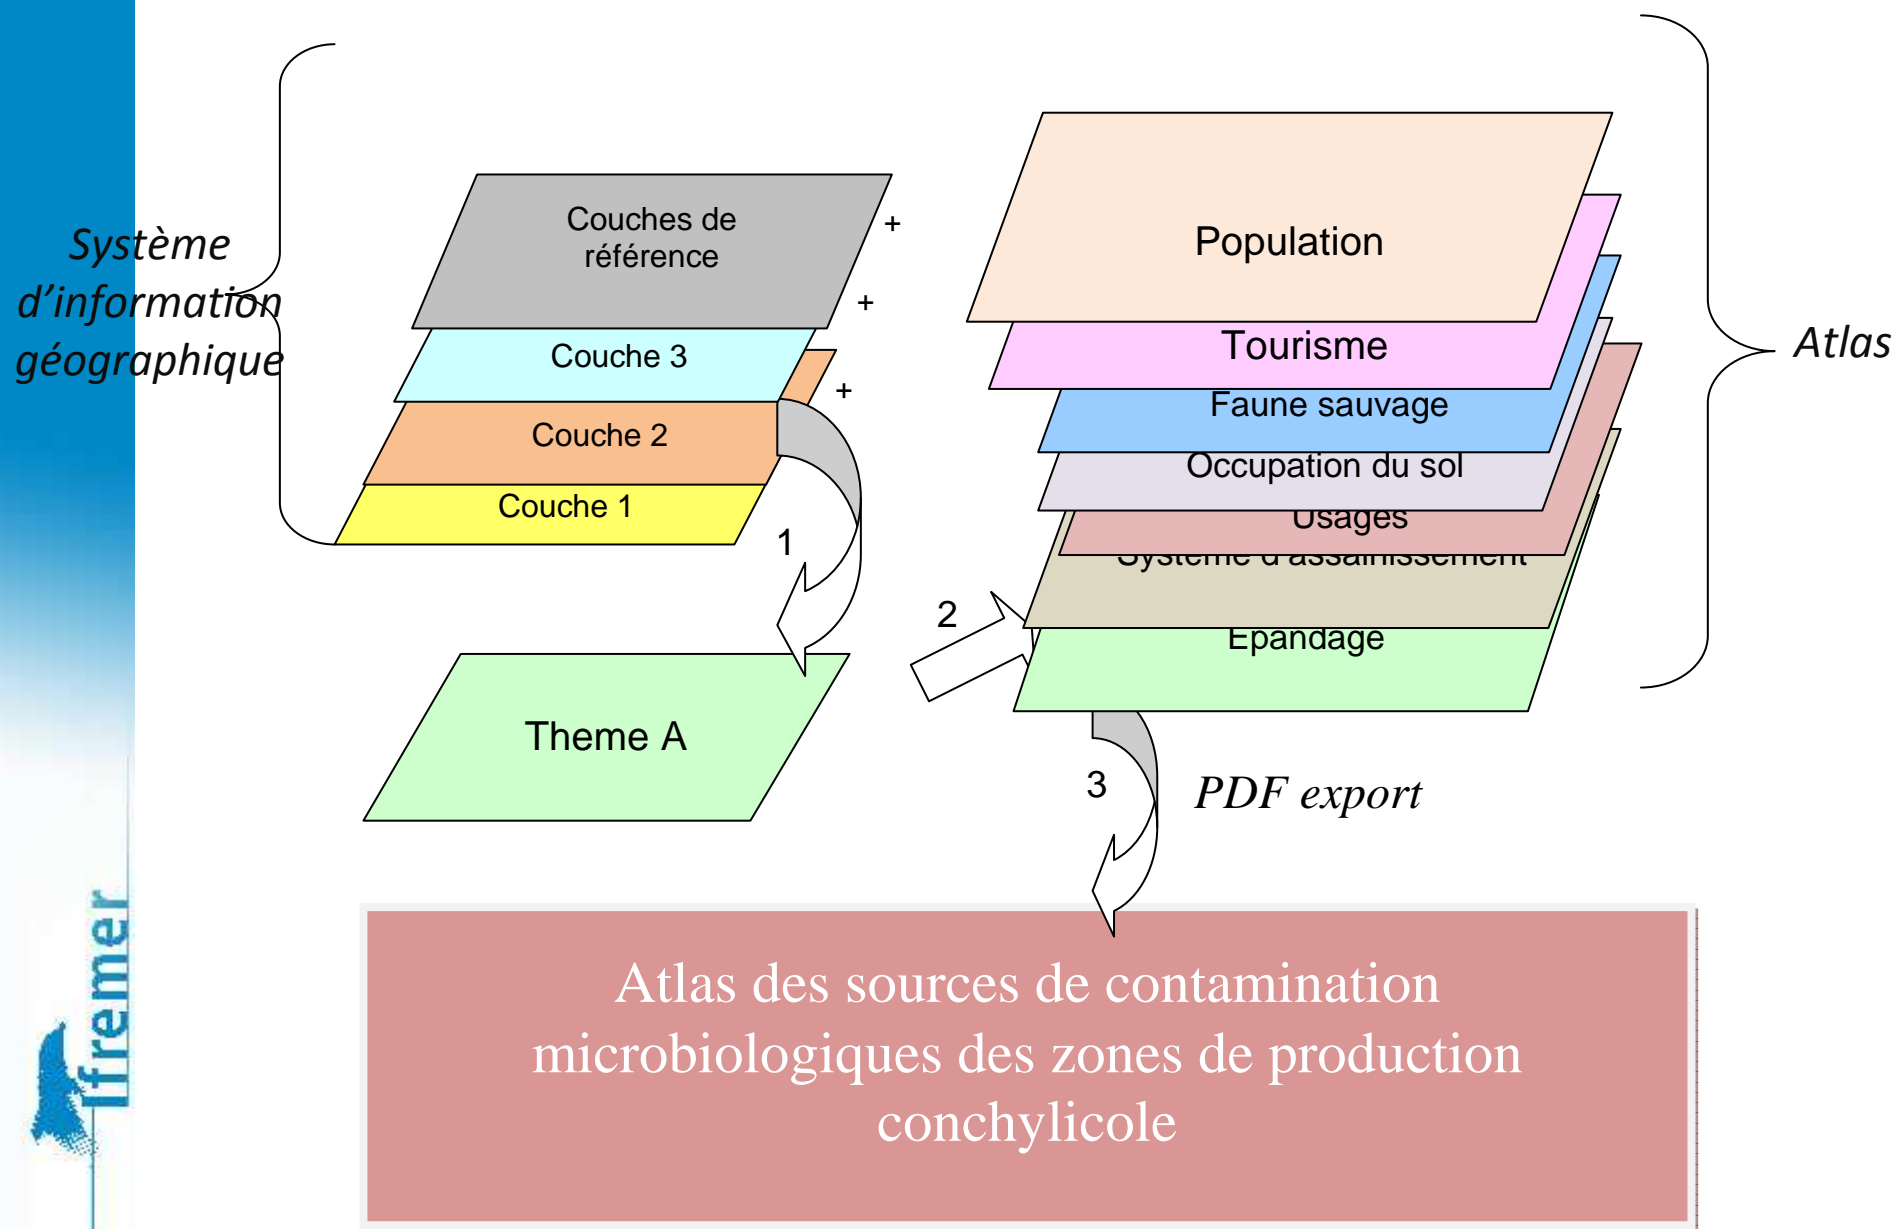 Système
d’information
géographique
Couches de
référence
+
+
+
Couche 3
Couche 2
Couche 1
1
Theme A
2
Population
Tourisme
Faune sauvage
Occupation du sol
Usages
Système d'assainissement
Epandage
Atlas
3
PDF export
Atlas des sources de contamination
microbiologiques des zones de production
conchylicole
Ifremer